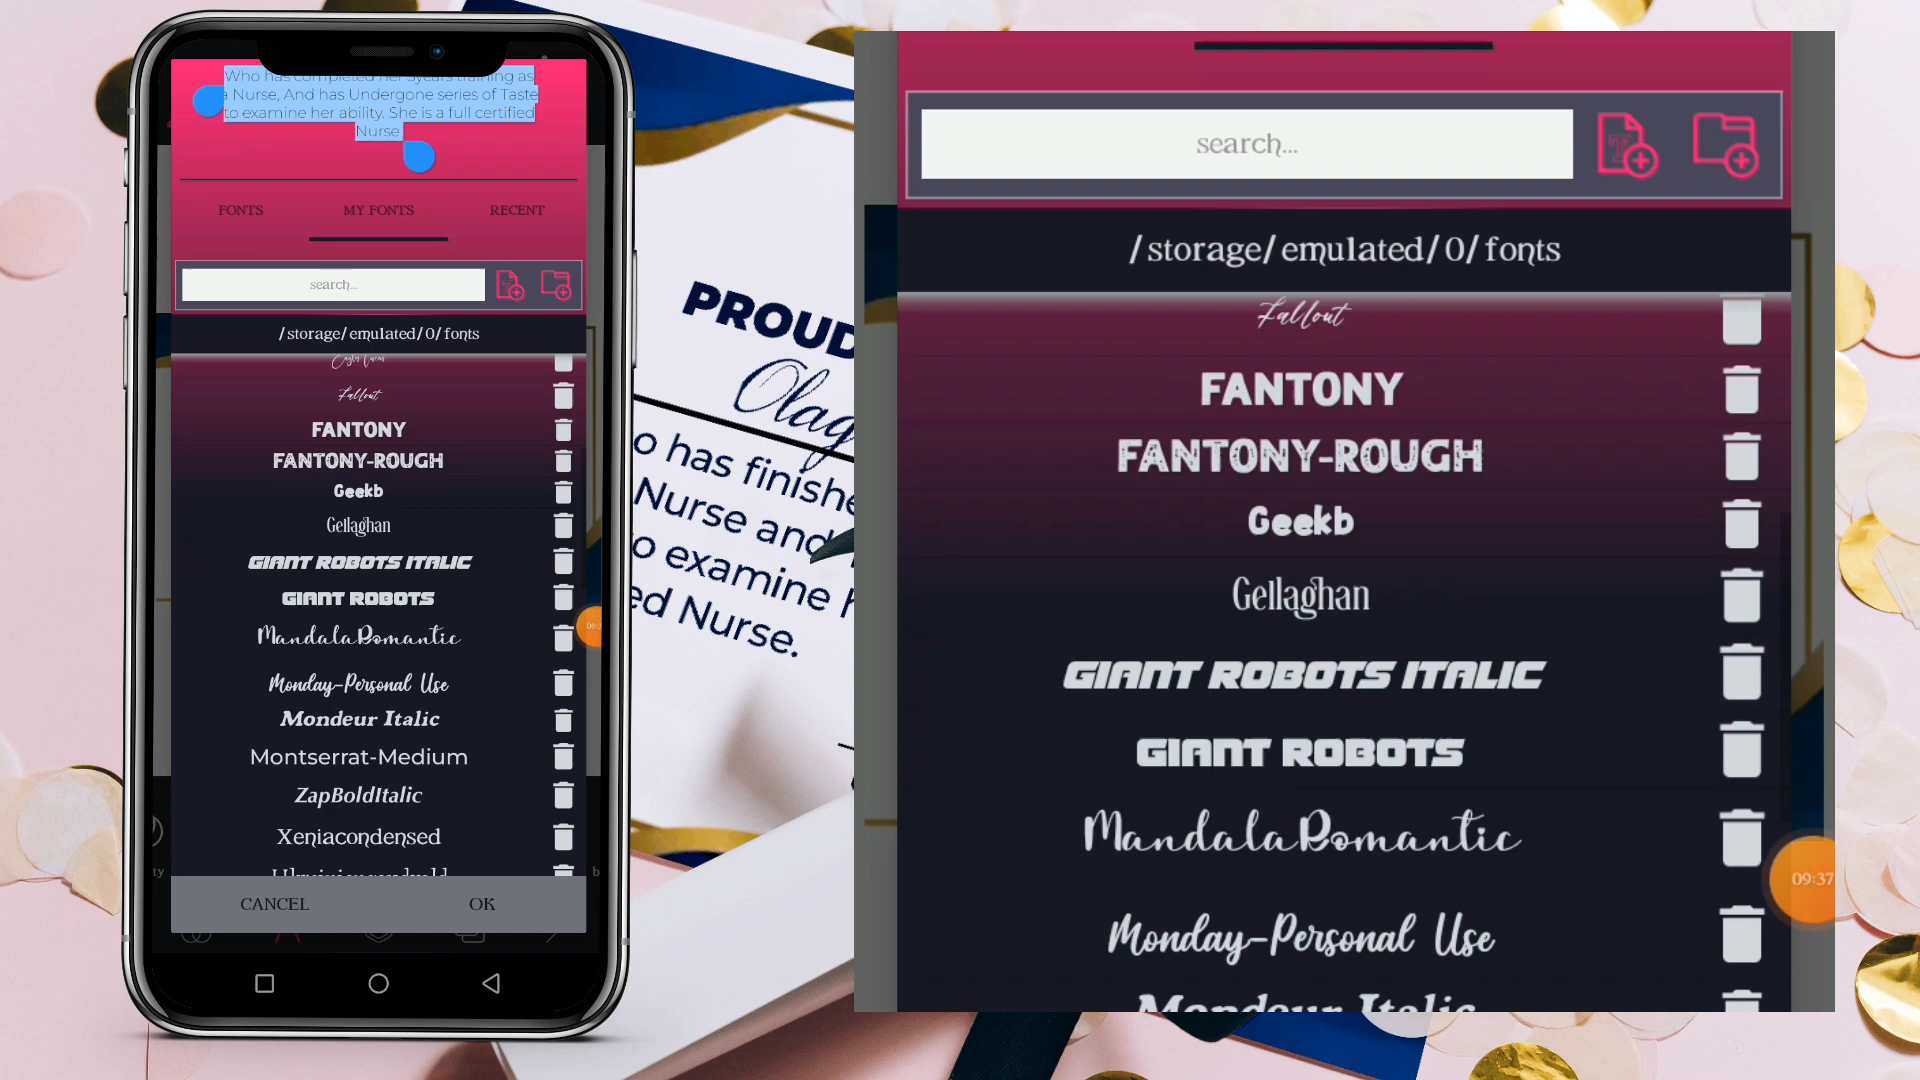 Who has completed her 3years training as
a Nurse, And has Undergone series of Taste
to examine her ability. She is a full certified
Nurse
FONTS
MY FONTS
RECENT
search...
/storage/emulated/0/fonts
Fallout
FANTONY
FANTONY-ROUGH
Geekb
Gellaghan
GIANT ROBOTS ITALIC
GIANT ROBOTS
MandalaRomantic
Monday-Personal Use
Mondeur Italic
Montserrat-Medium
ZapBoldItalic
Xeniacondensed
CANCEL
OK
ty
b
PROUD
Olag
o has finishe
Nurse and
o examine h
ed Nurse.
search...
/storage/emulated/0/fonts
Fallout
FANTONY
FANTONY-ROUGH
Geekb
Gellaghan
GIANT ROBOTS ITALIC
GIANT ROBOTS
MandalaRomantic
Monday-Personal Use
Mondeur Italic
09:37